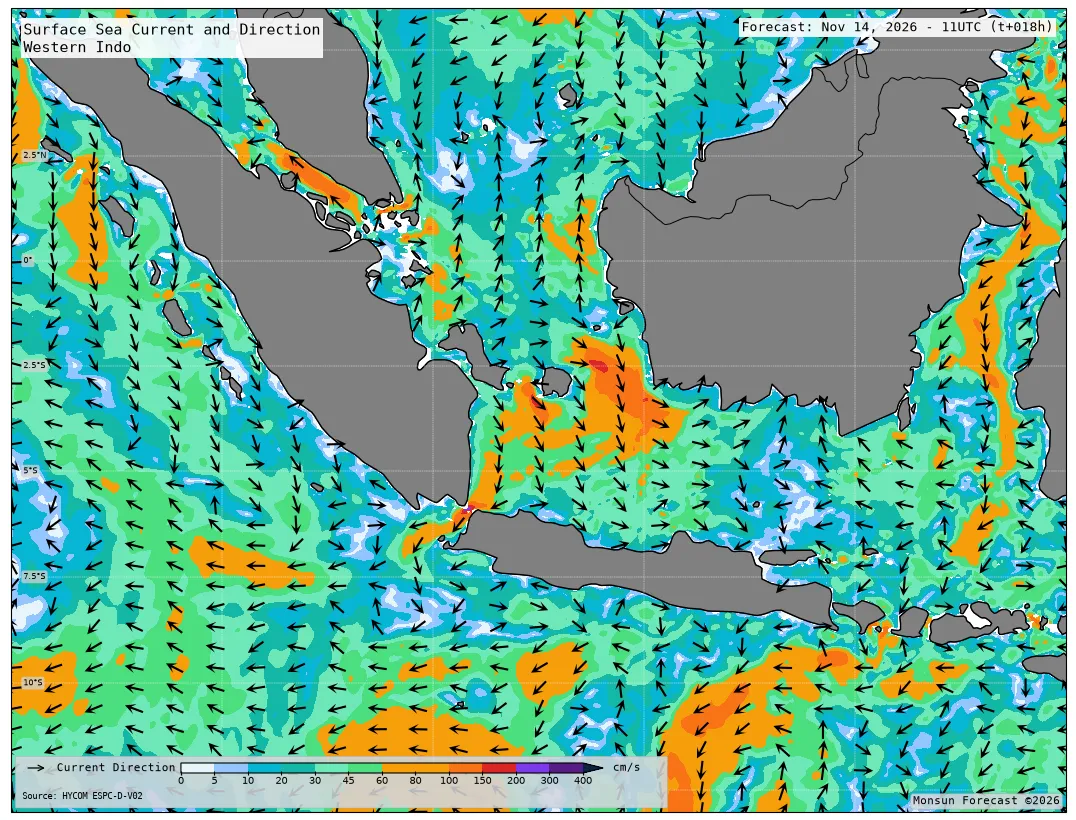 Surface Sea Current and Direction
Western Indo
Forecast: Nov 14, 2026 - 11UTC (t+018h)
2.5°N
0°
2.5°S
5°S
7.5°S
10°S
Current Direction
0 5 10 20 30 45 60 80 100 150 200 300 400 cm/s
Source: HYCOM ESPC-D-V02
Monsun Forecast ©2026